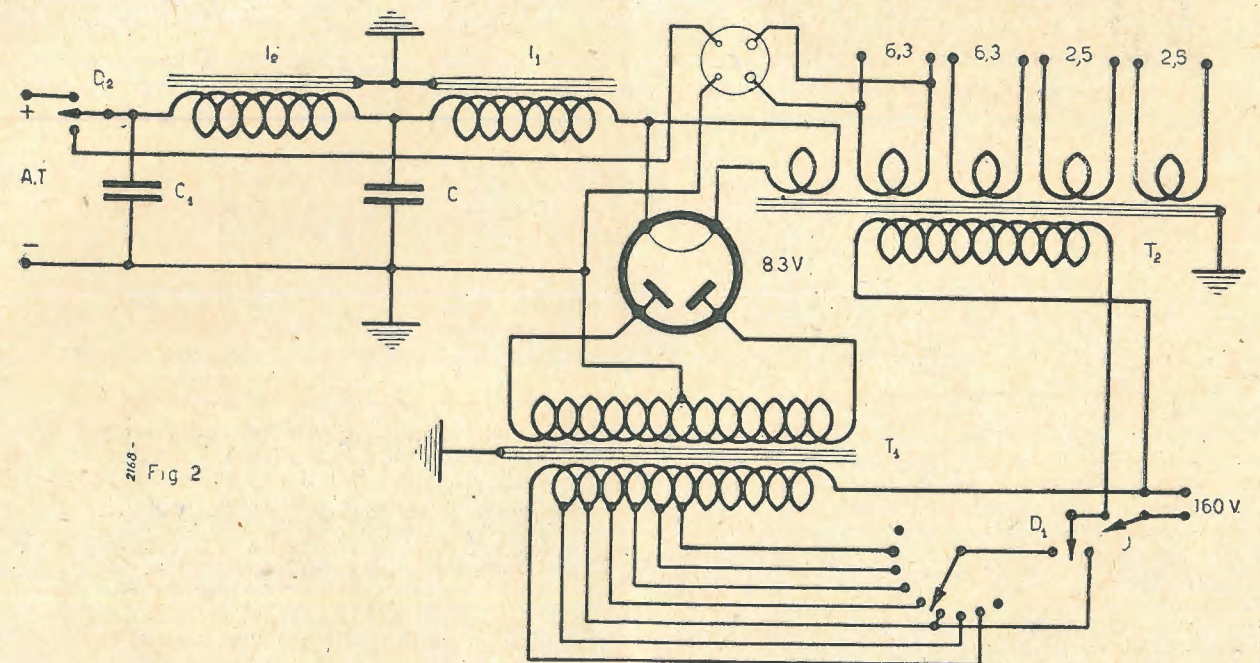 I₂
I₁
6,3
6,3
2,5
2,5
D₂
+
A.T
C₁
C
83V
T₂
−
T₁
2168-
Fig 2
160 V.
D₁
J